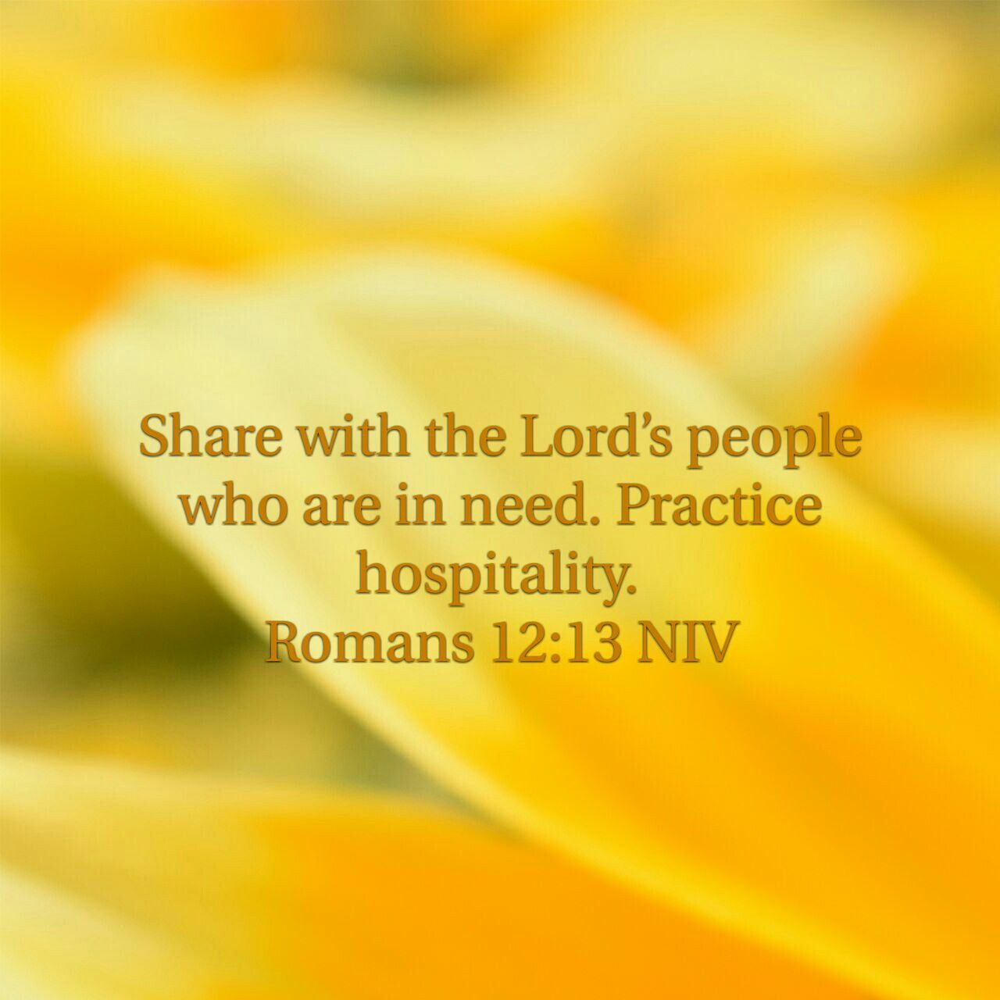 Share with the Lord’s people
who are in need. Practice
hospitality.
Romans 12:13 NIV